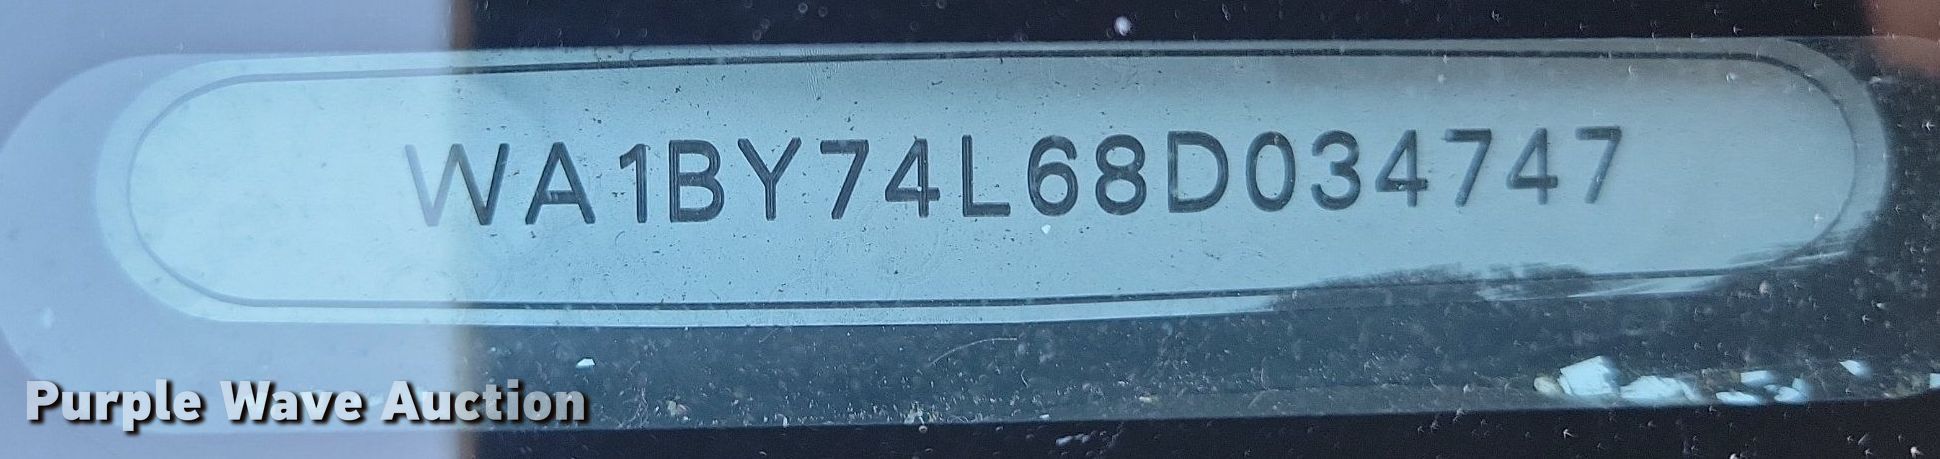 WA1BY74L68D034747
Purple Wave Auction